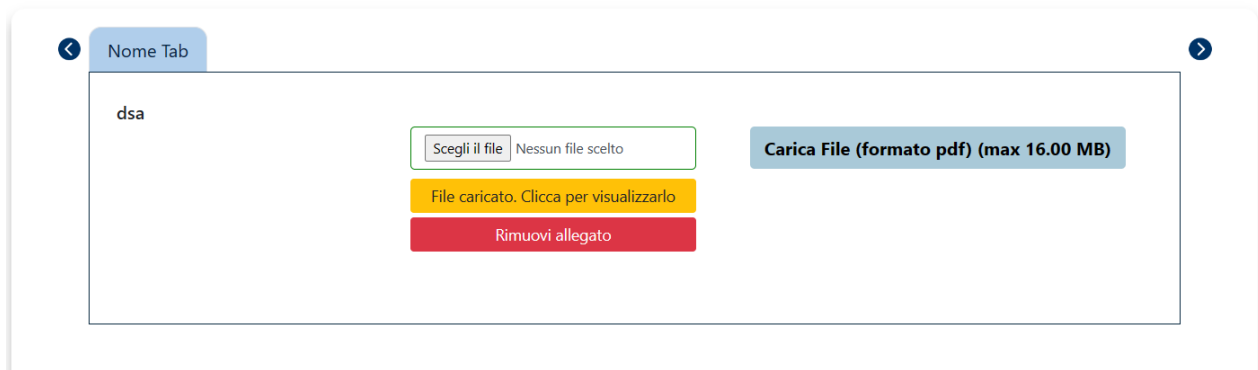 Nome Tab
dsa
Scegli il file Nessun file scelto
Carica File (formato pdf) (max 16.00 MB)
File caricato. Clicca per visualizzarlo
Rimuovi allegato